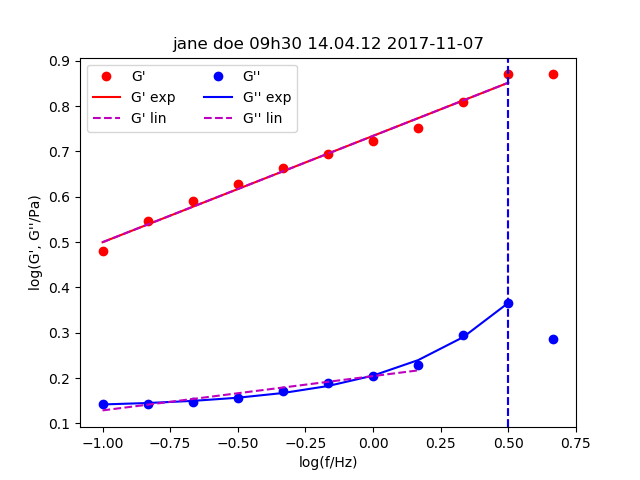 jane doe 09h30 14.04.12 2017-11-07
0.9
0.8
0.7
0.6
0.5
0.4
0.3
0.2
0.1
log(G', G''/Pa)
G'
G' exp
G' lin
G''
G'' exp
G'' lin
−1.00 −0.75 −0.50 −0.25 0.00 0.25 0.50 0.75
log(f/Hz)